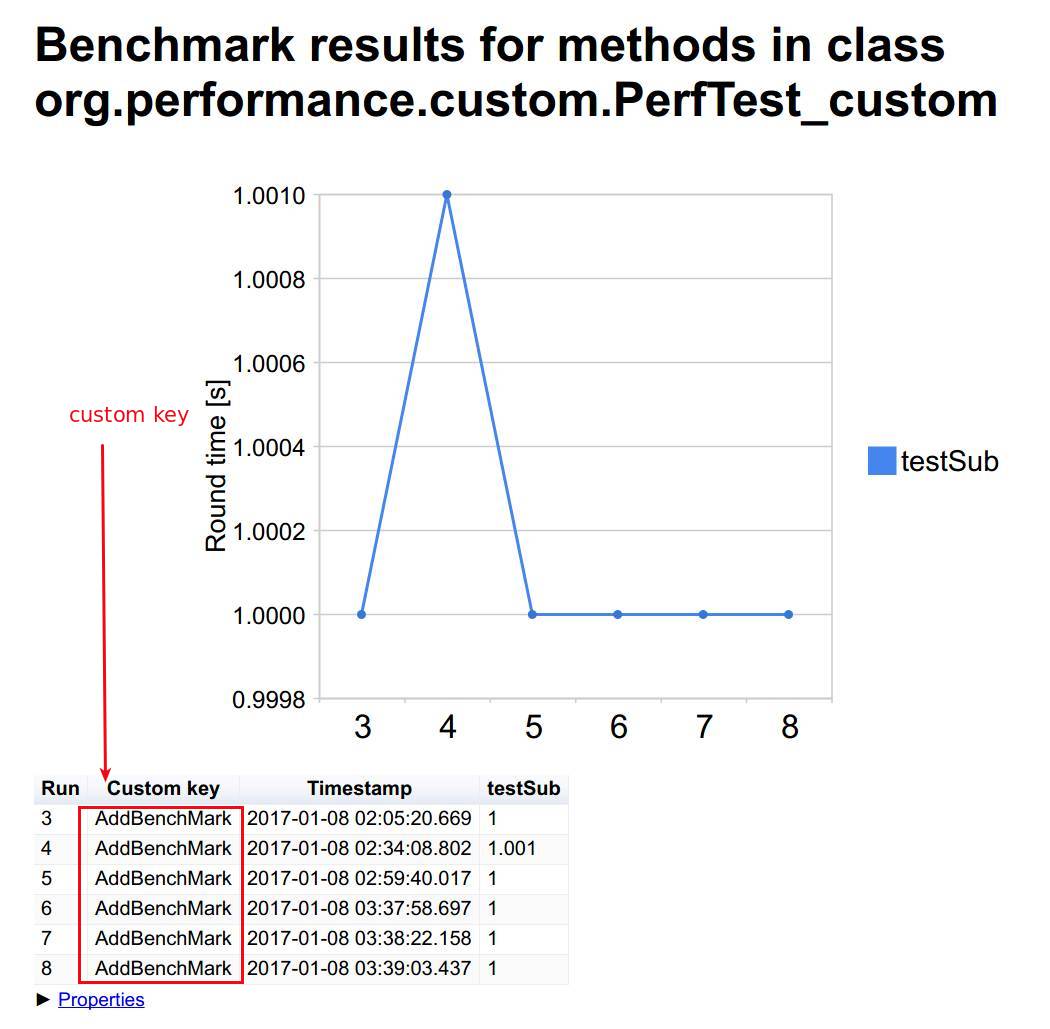 Benchmark results for methods in class
org.performance.custom.PerfTest_custom
1.0010
1.0008
1.0006
1.0004
1.0002
1.0000
0.9998
Round time [s]
custom key
testSub
3 4 5 6 7 8
Run Custom key Timestamp testSub
3 AddBenchMark 2017-01-08 02:05:20.669 1
4 AddBenchMark 2017-01-08 02:34:08.802 1.001
5 AddBenchMark 2017-01-08 02:59:40.017 1
6 AddBenchMark 2017-01-08 03:37:58.697 1
7 AddBenchMark 2017-01-08 03:38:22.158 1
8 AddBenchMark 2017-01-08 03:39:03.437 1
► Properties